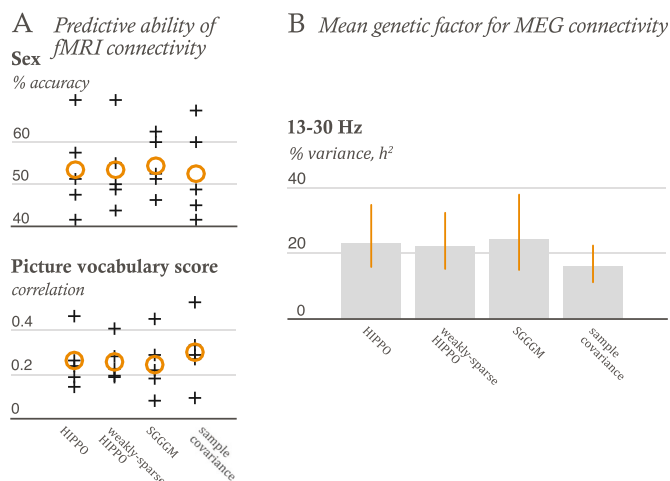 A Predictive ability of
fMRI connectivity
Sex
% accuracy
60
50
40
Picture vocabulary score
correlation
0.4
0.2
0
HIPPO
weakly-sparse
HIPPO
SGGGM
sample
covariance
B Mean genetic factor for MEG connectivity
13-30 Hz
% variance, h²
40
20
0
HIPPO
weakly-sparse
HIPPO
SGGGM
sample
covariance